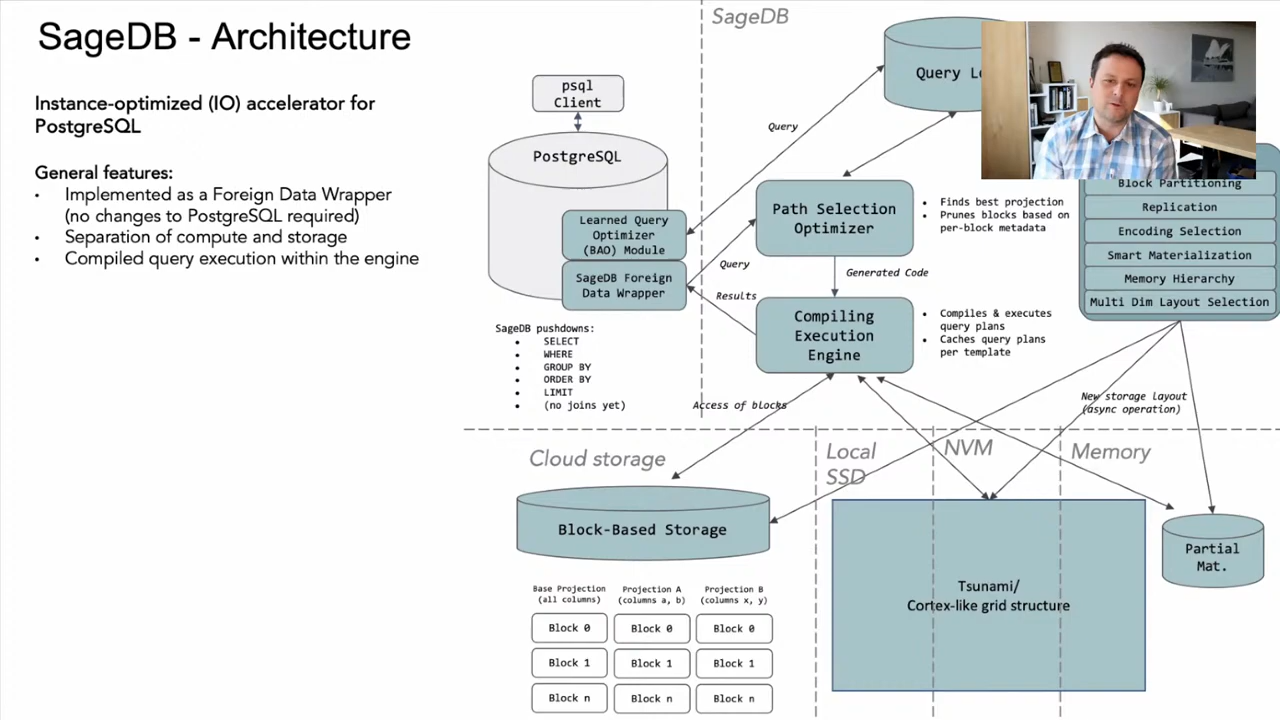 SageDB - Architecture
Instance-optimized (IO) accelerator for
PostgreSQL
General features:
• Implemented as a Foreign Data Wrapper
(no changes to PostgreSQL required)
• Separation of compute and storage
• Compiled query execution within the engine
psql
Client
PostgreSQL
Learned Query
Optimizer
(BAO) Module
SageDB Foreign
Data Wrapper
SageDB pushdowns:
• SELECT
• WHERE
• GROUP BY
• ORDER BY
• LIMIT
• (no joins yet)
SageDB
Query
Query
Query
Results
Path Selection
Optimizer
• Finds best projection
• Prunes blocks based on
per-block metadata
Generated Code
Compiling
Execution
Engine
• Compiles & executes
query plans
• Caches query plans
per template
Block Partitioning
Replication
Encoding Selection
Smart Materialization
Memory Hierarchy
Multi Dim Layout Selection
Access of blocks
New storage layout
(async operation)
Cloud storage
Local
SSD
NVM
Memory
Block-Based Storage
Tsunami/
Cortex-like grid structure
Partial
Mat.
Base Projection
(all columns)
Projection A
(columns a, b)
Projection B
(columns x, y)
Block 0
Block 0
Block 0
Block 1
Block 1
Block 1
Block n
Block n
Block n